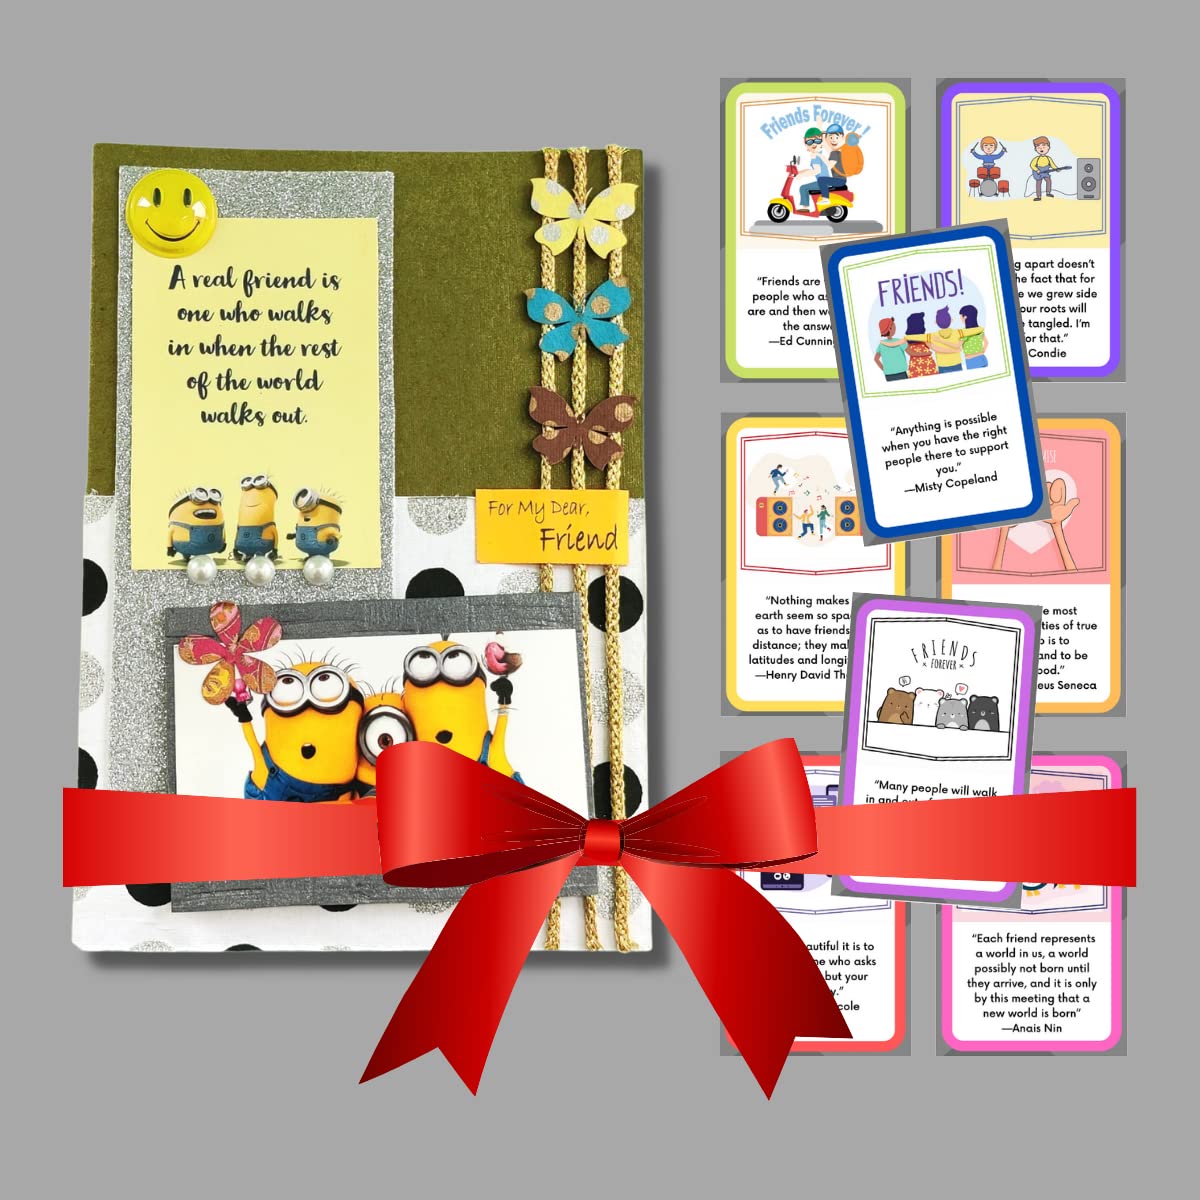 A real friend is
one who walks
in when the rest
of the world
walks out.
For My Dear,
Friend
Friends Forever !
"Friends are
people who as
are and then w
the answ
—Ed Cunning
g apart doesn't
he fact that for
e we grew side
our roots will
e tangled. I'm
for that."
Condie
FRIENDS!
"Anything is possible
when you have the right
people there to support
you."
—Misty Copeland
"Nothing makes
earth seem so spa
as to have friends
distance; they mak
latitudes and longi
—Henry David Th
MISE
e most
ties of true
p is to
and to be
ood."
eus Seneca
FRIENDS
FOREVER
"Many people will walk
in and out of
autiful it is to
ne who asks
but your
y."
cole
"Each friend represents
a world in us, a world
possibly not born until
they arrive, and it is only
by this meeting that a
new world is born"
—Anais Nin